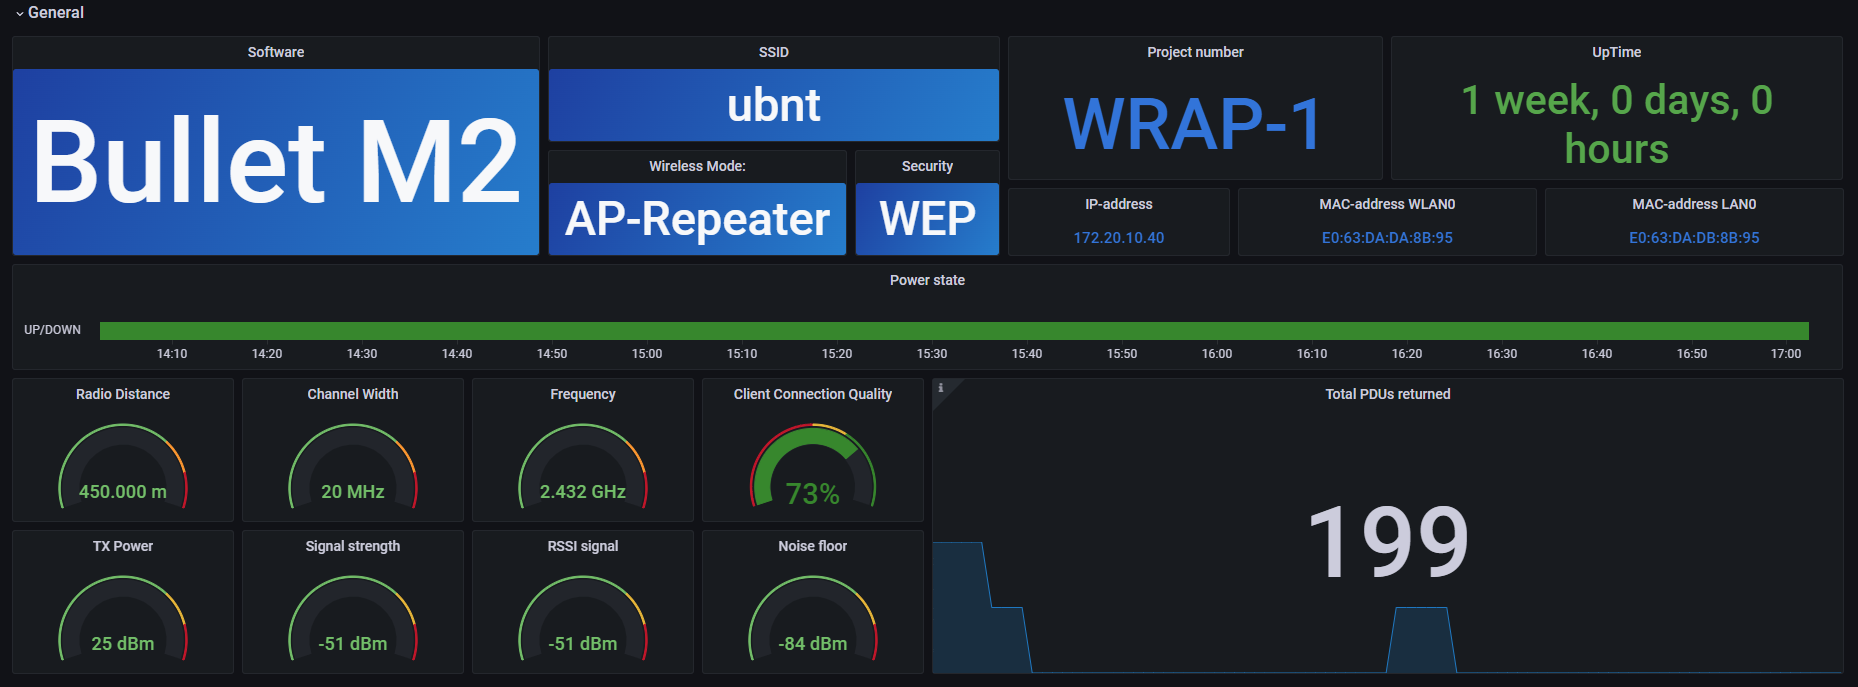 General
Software
Bullet M2
SSID
ubnt
Wireless Mode:
AP-Repeater
Security
WEP
Project number
WRAP-1
UpTime
1 week, 0 days, 0
hours
IP-address
172.20.10.40
MAC-address WLAN0
E0:63:DA:DA:8B:95
MAC-address LAN0
E0:63:DA:DB:8B:95
Power state
UP/DOWN
14:10 14:20 14:30 14:40 14:50 15:00 15:10 15:20 15:30 15:40 15:50 16:00 16:10 16:20 16:30 16:40 16:50 17:00
Radio Distance
450.000 m
Channel Width
20 MHz
Frequency
2.432 GHz
Client Connection Quality
73%
TX Power
25 dBm
Signal strength
-51 dBm
RSSI signal
-51 dBm
Noise floor
-84 dBm
i
Total PDUs returned
199